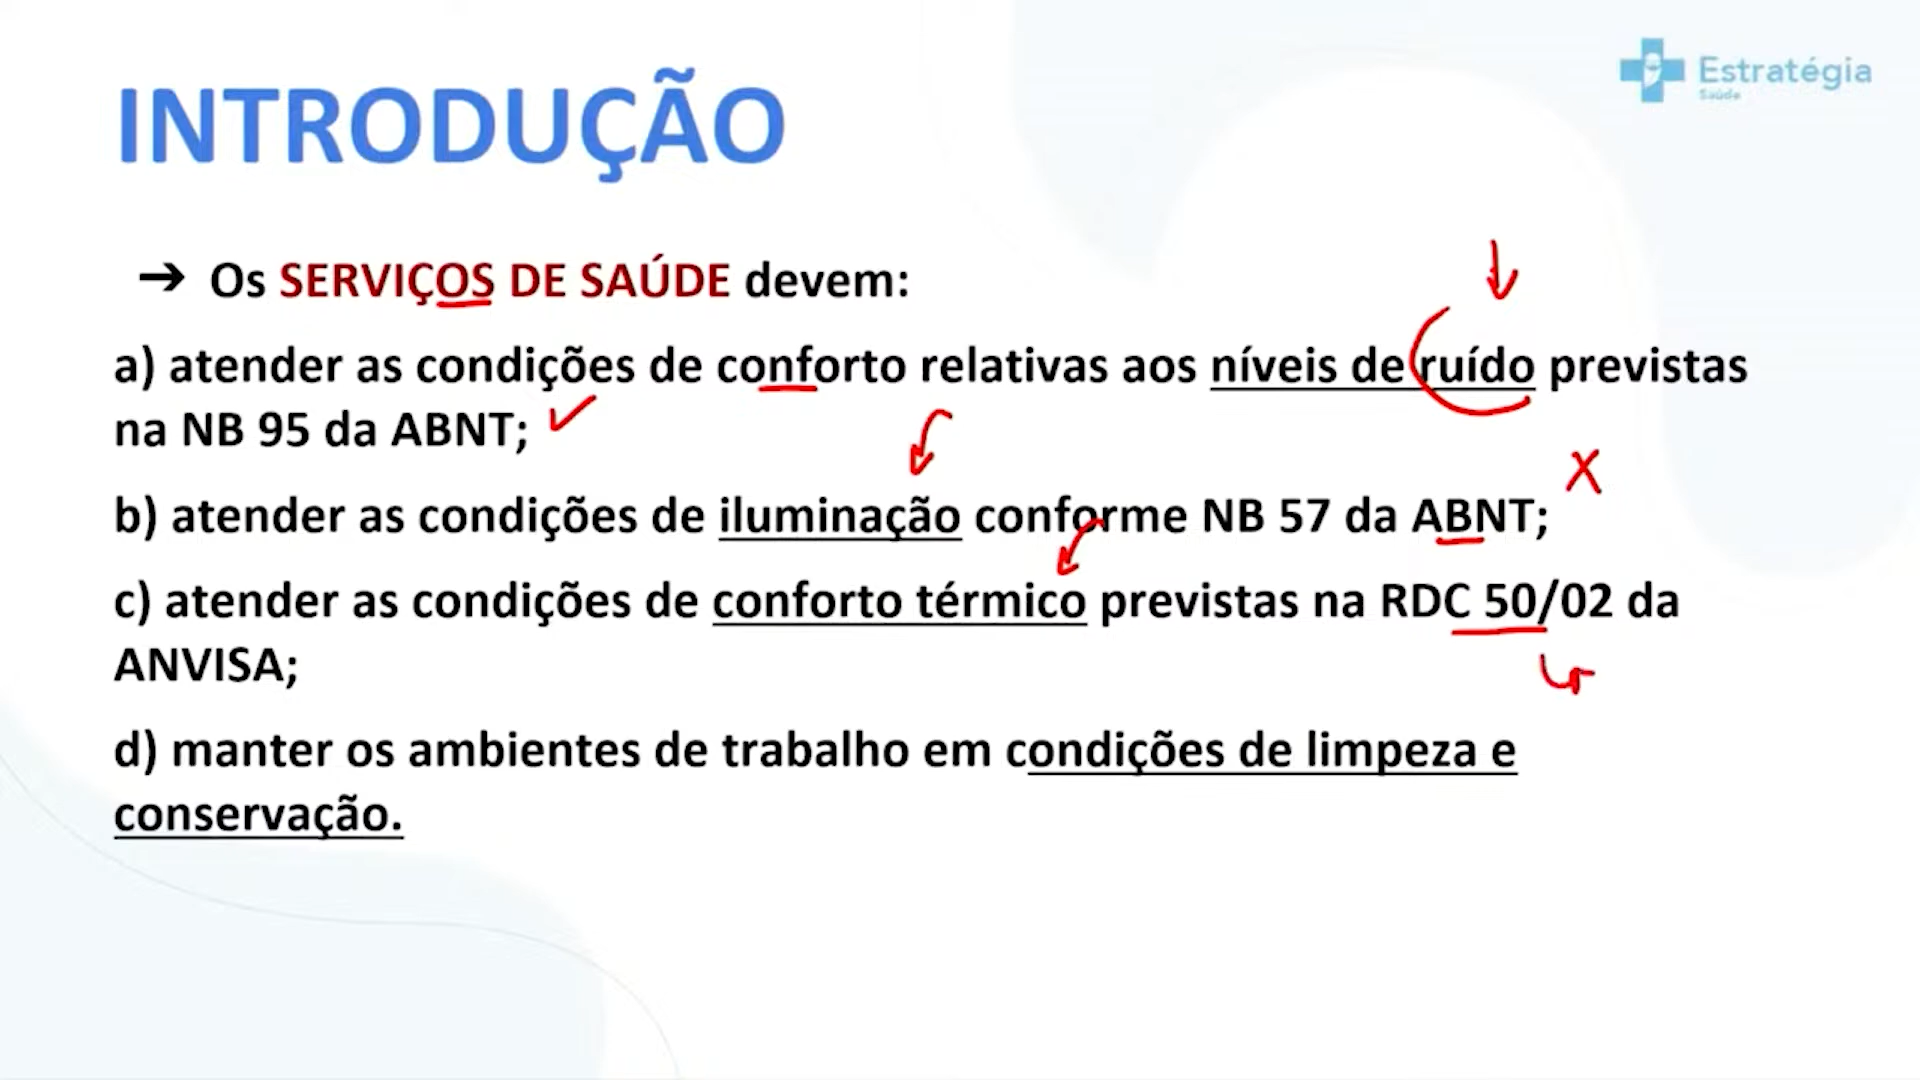 Estratégia
Saúde
INTRODUÇÃO
➔ Os SERVIÇOS DE SAÚDE devem:
a) atender as condições de conforto relativas aos níveis de ruído previstas
na NB 95 da ABNT;
b) atender as condições de iluminação conforme NB 57 da ABNT;
c) atender as condições de conforto térmico previstas na RDC 50/02 da
ANVISA;
d) manter os ambientes de trabalho em condições de limpeza e
conservação.